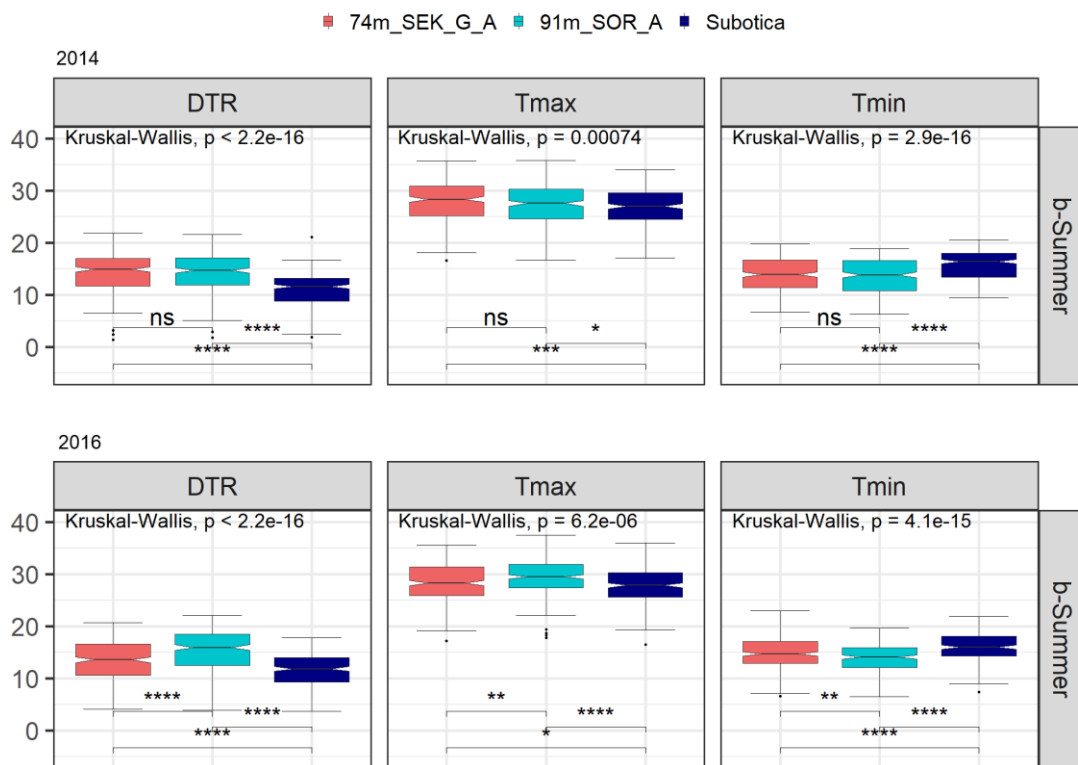 74m_SEK_G_A 91m_SOR_A Subotica
2014
DTR Tmax Tmin
40 Kruskal-Wallis, p < 2.2e-16 Kruskal-Wallis, p = 0.00074 Kruskal-Wallis, p = 2.9e-16
30
20
10
ns **** ns * ns ****
0 **** *** ****
b-Summer
2016
DTR Tmax Tmin
40 Kruskal-Wallis, p < 2.2e-16 Kruskal-Wallis, p = 6.2e-06 Kruskal-Wallis, p = 4.1e-15
30
20
10
**** **** ** **** ** ****
0 **** * ****
b-Summer